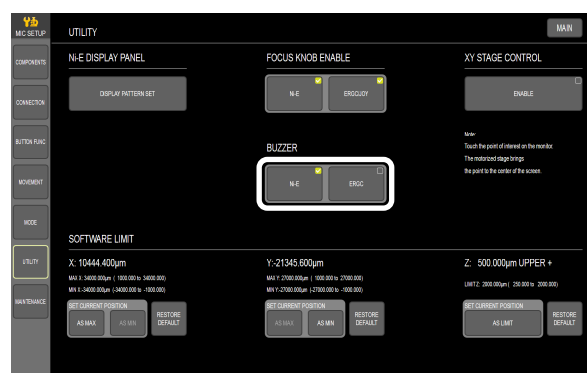 MIC SETUP
UTILITY
MAIN
COMPONENTS
CONNECTION
BUTTON FUNC
MOVEMENT
MODE
UTILITY
MAINTENANCE
Ni-E DISPLAY PANEL
DISPLAY PATTERN SET
FOCUS KNOB ENABLE
Ni-E
ERGC/JOY
XY STAGE CONTROL
ENABLE
Note:
Touch the point of interest on the monitor.
The motorized stage brings
the point to the center of the screen.
BUZZER
Ni-E
ERGC
SOFTWARE LIMIT
X: 10444.400μm
MAX X: 34000.000μm ( 1000.000 to 34000.000)
MIN X:-34000.000μm (-34000.000 to -1000.000)
SET CURRENT POSITION
AS MAX
AS MIN
RESTORE
DEFAULT
Y:-21345.600μm
MAX Y: 27000.000μm ( 1000.000 to 27000.000)
MIN Y:-27000.000μm (-27000.000 to -1000.000)
SET CURRENT POSITION
AS MAX
AS MIN
RESTORE
DEFAULT
Z: 500.000μm UPPER +
LIMIT Z: 2000.000μm ( 250.000 to 2000.000)
SET CURRENT POSITION
AS LIMIT
RESTORE
DEFAULT